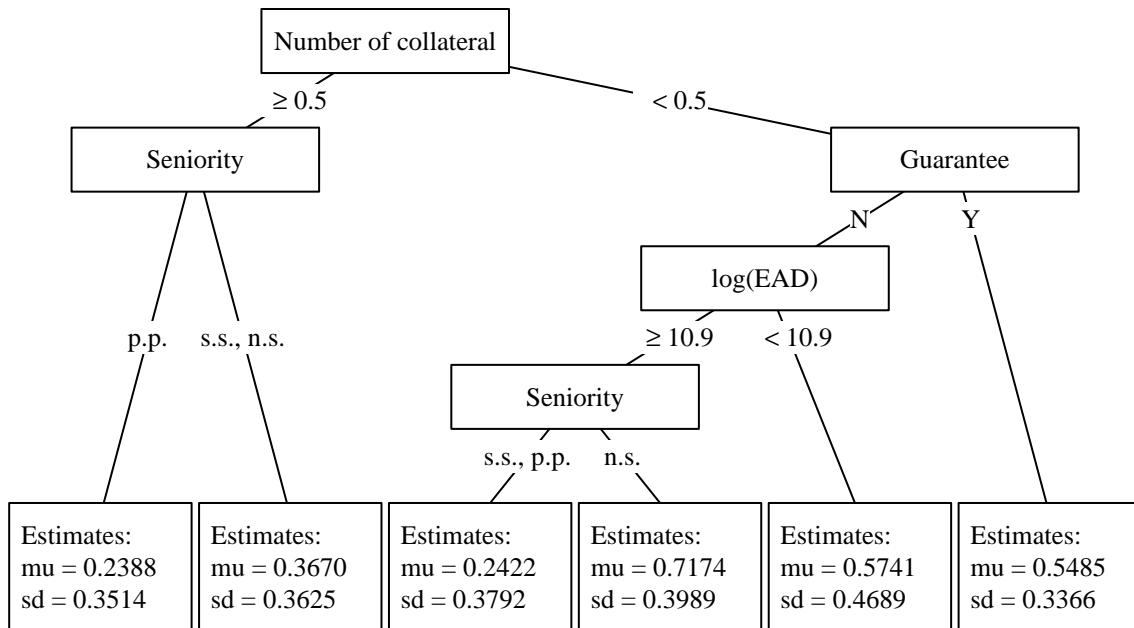 Number of collateral
≥ 0.5
< 0.5
Seniority
Guarantee
N
Y
log(EAD)
p.p.
s.s., n.s.
≥ 10.9
< 10.9
Seniority
s.s., p.p.
n.s.
Estimates:
mu = 0.2388
sd = 0.3514
Estimates:
mu = 0.3670
sd = 0.3625
Estimates:
mu = 0.2422
sd = 0.3792
Estimates:
mu = 0.7174
sd = 0.3989
Estimates:
mu = 0.5741
sd = 0.4689
Estimates:
mu = 0.5485
sd = 0.3366